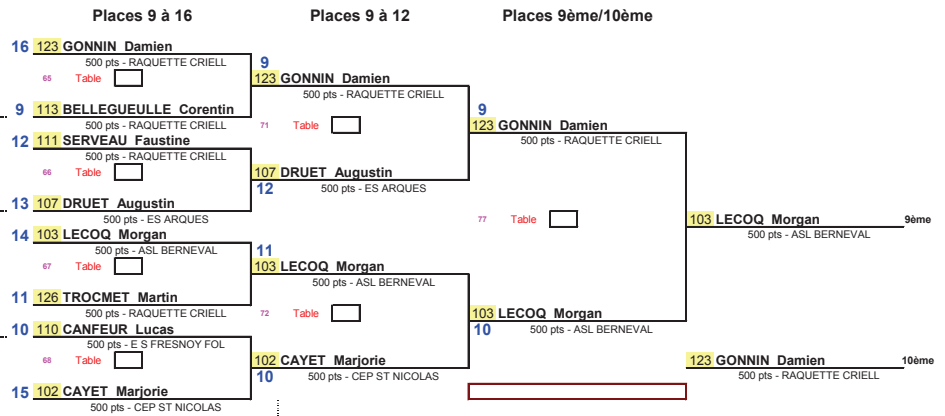 Places 9 à 16
Places 9 à 12
Places 9ème/10ème
16 123 GONNIN Damien
500 pts - RAQUETTE CRIELL
65 Table
9 113 BELLEGUEULLE Corentin
500 pts - RAQUETTE CRIELL
12 111 SERVEAU Faustine
500 pts - RAQUETTE CRIELL
66 Table
13 107 DRUET Augustin
500 pts - ES ARQUES
14 103 LECOQ Morgan
500 pts - ASL BERNEVAL
67 Table
11 126 TROCMET Martin
500 pts - RAQUETTE CRIELL
10 110 CANFEUR Lucas
500 pts - E S FRESNOY FOL
68 Table
15 102 CAYET Marjorie
500 pts - CEP ST NICOLAS
9
123 GONNIN Damien
500 pts - RAQUETTE CRIELL
71 Table
107 DRUET Augustin
12 500 pts - ES ARQUES
11
103 LECOQ Morgan
500 pts - ASL BERNEVAL
72 Table
102 CAYET Marjorie
10 500 pts - CEP ST NICOLAS
9
123 GONNIN Damien
500 pts - RAQUETTE CRIELL
77 Table
103 LECOQ Morgan
10 500 pts - ASL BERNEVAL
103 LECOQ Morgan 9ème
500 pts - ASL BERNEVAL
123 GONNIN Damien 10ème
500 pts - RAQUETTE CRIELL